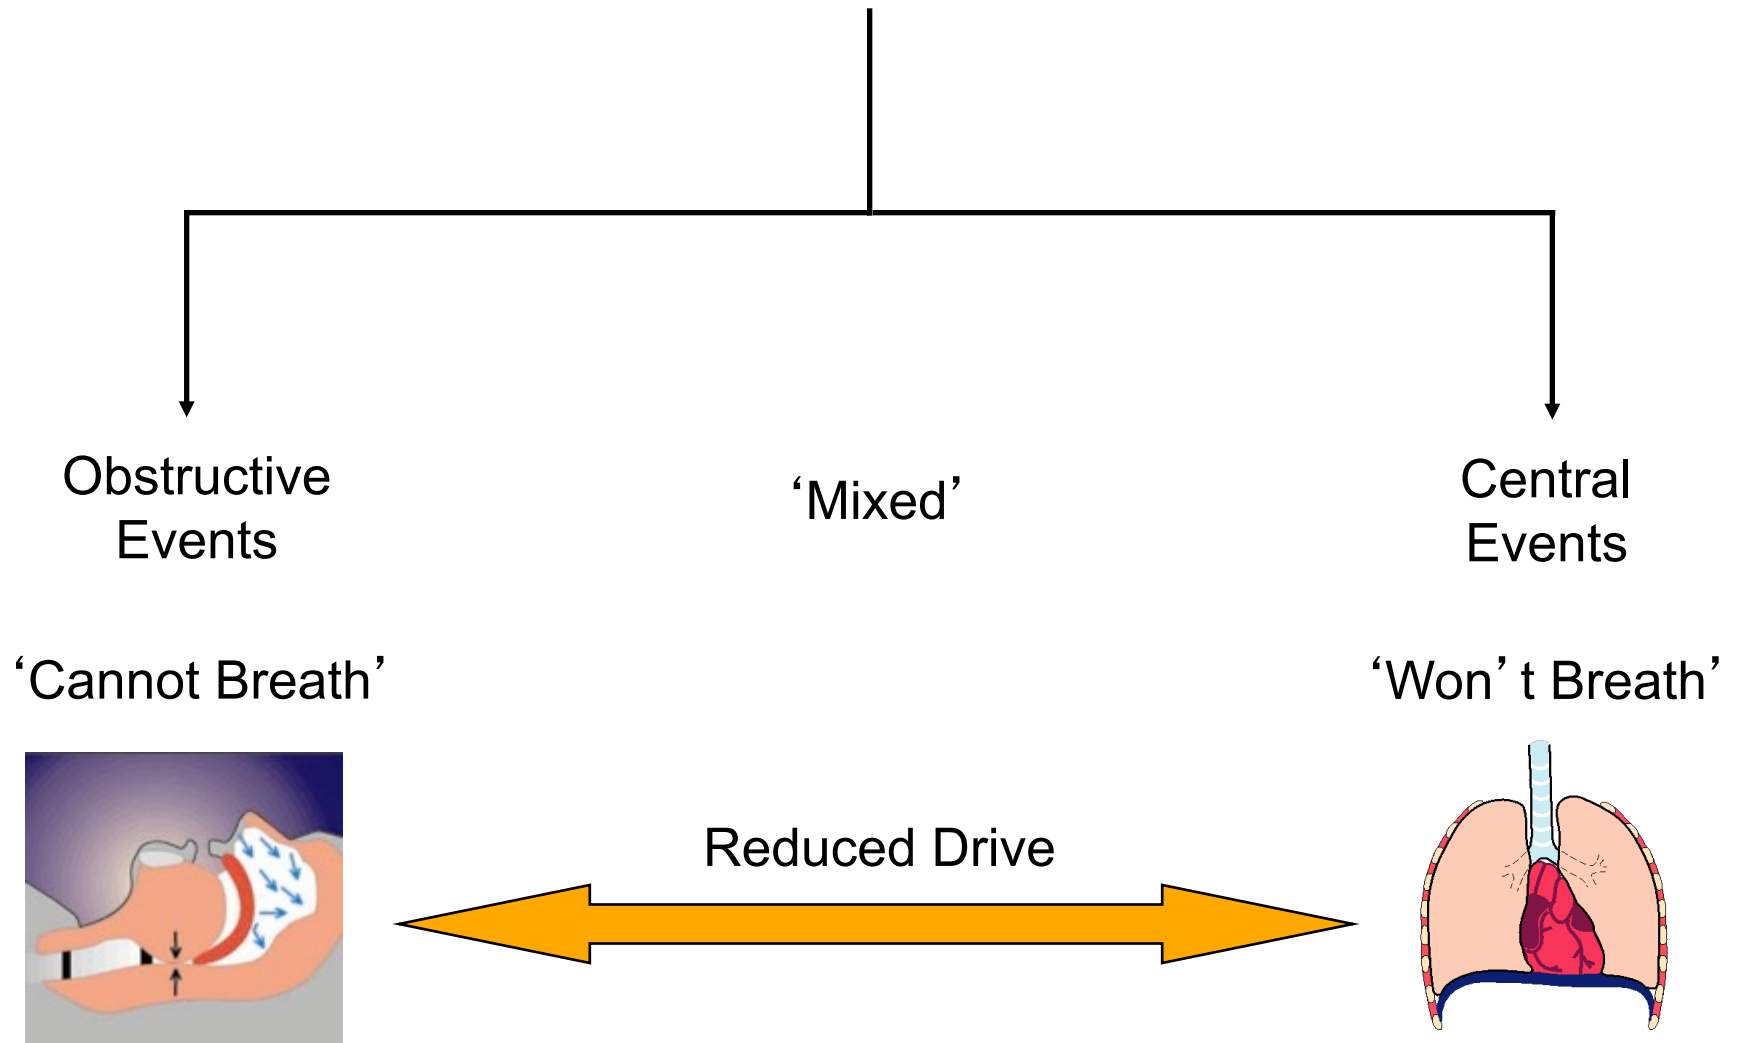 Obstructive
Events
‘Mixed’
Central
Events
‘Cannot Breath’
‘Won’ t Breath’
Reduced Drive